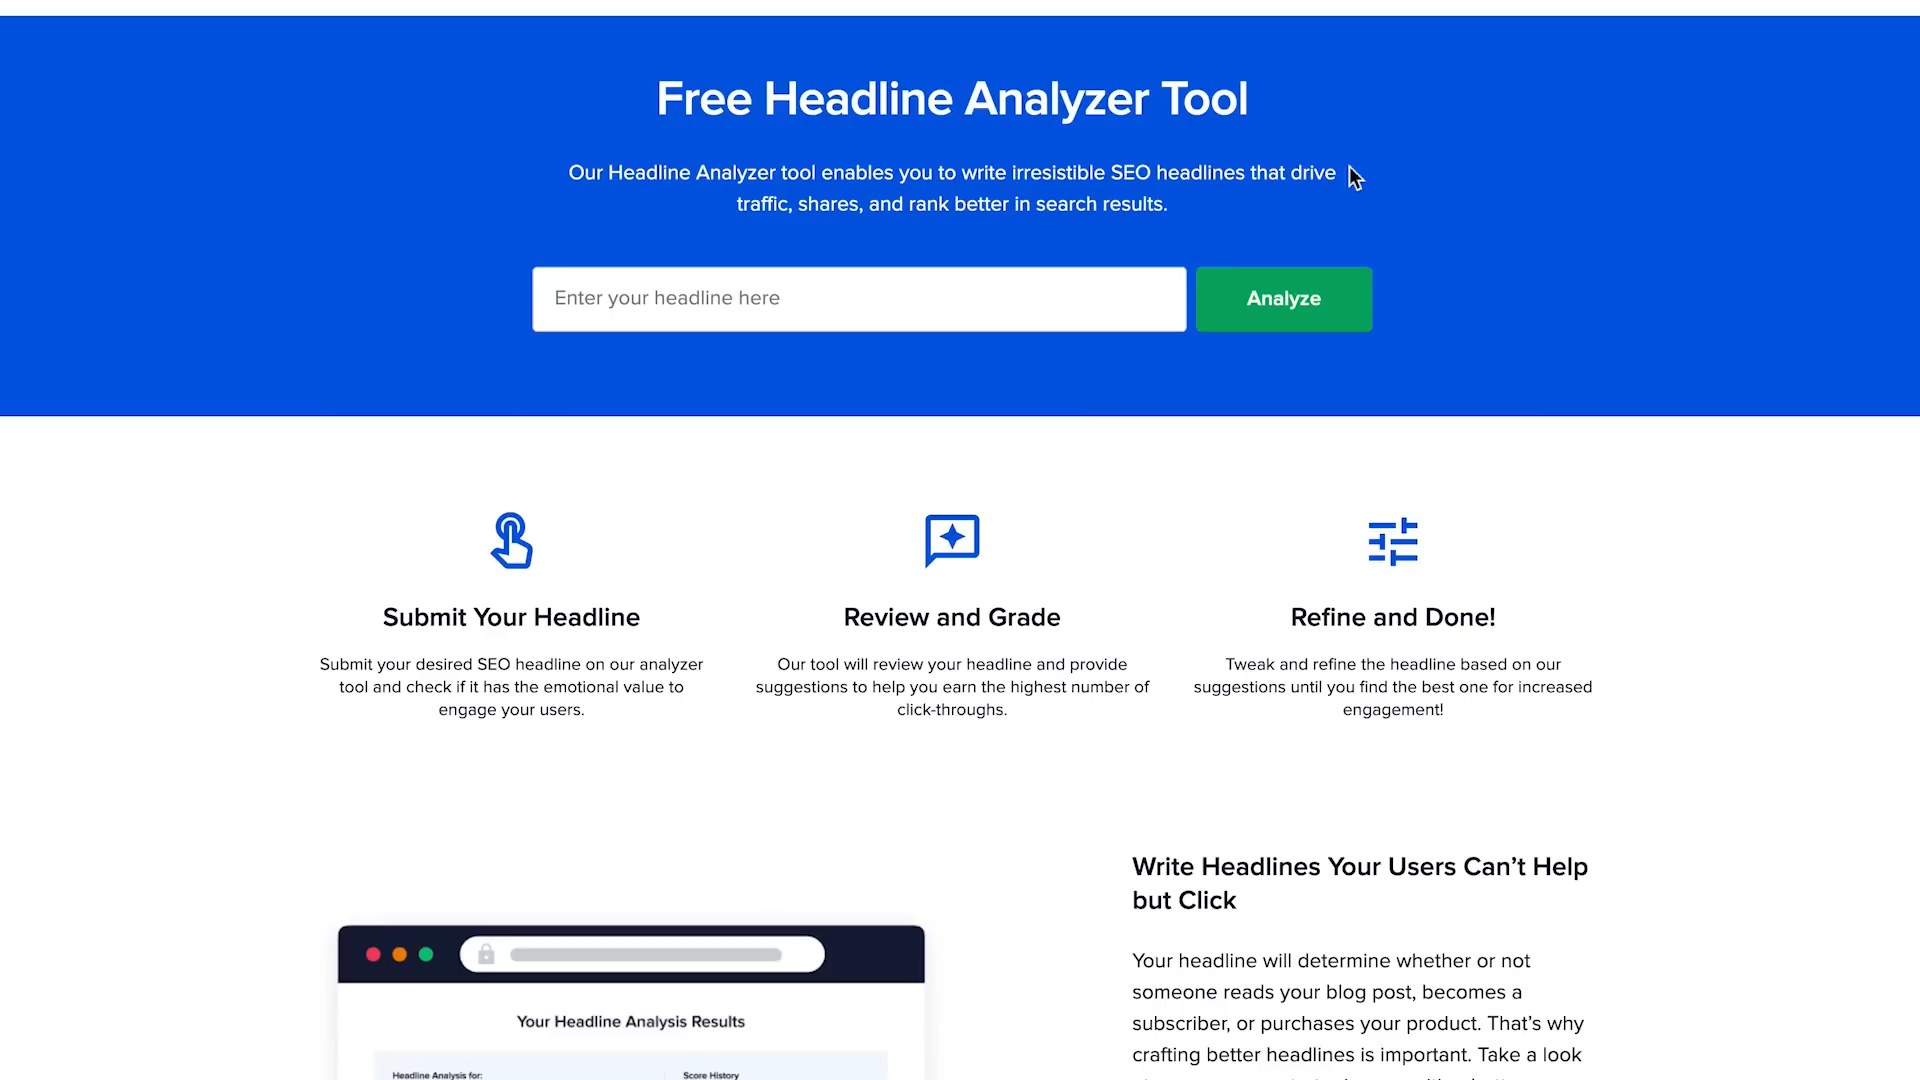 Free Headline Analyzer Tool
Our Headline Analyzer tool enables you to write irresistible SEO headlines that drive
traffic, shares, and rank better in search results.
Enter your headline here
Analyze
Submit Your Headline
Submit your desired SEO headline on our analyzer
tool and check if it has the emotional value to
engage your users.
Review and Grade
Our tool will review your headline and provide
suggestions to help you earn the highest number of
click-throughs.
Refine and Done!
Tweak and refine the headline based on our
suggestions until you find the best one for increased
engagement!
Your Headline Analysis Results
Headline Analysis for:
Score History
Write Headlines Your Users Can’t Help
but Click
Your headline will determine whether or not
someone reads your blog post, becomes a
subscriber, or purchases your product. That’s why
crafting better headlines is important. Take a look